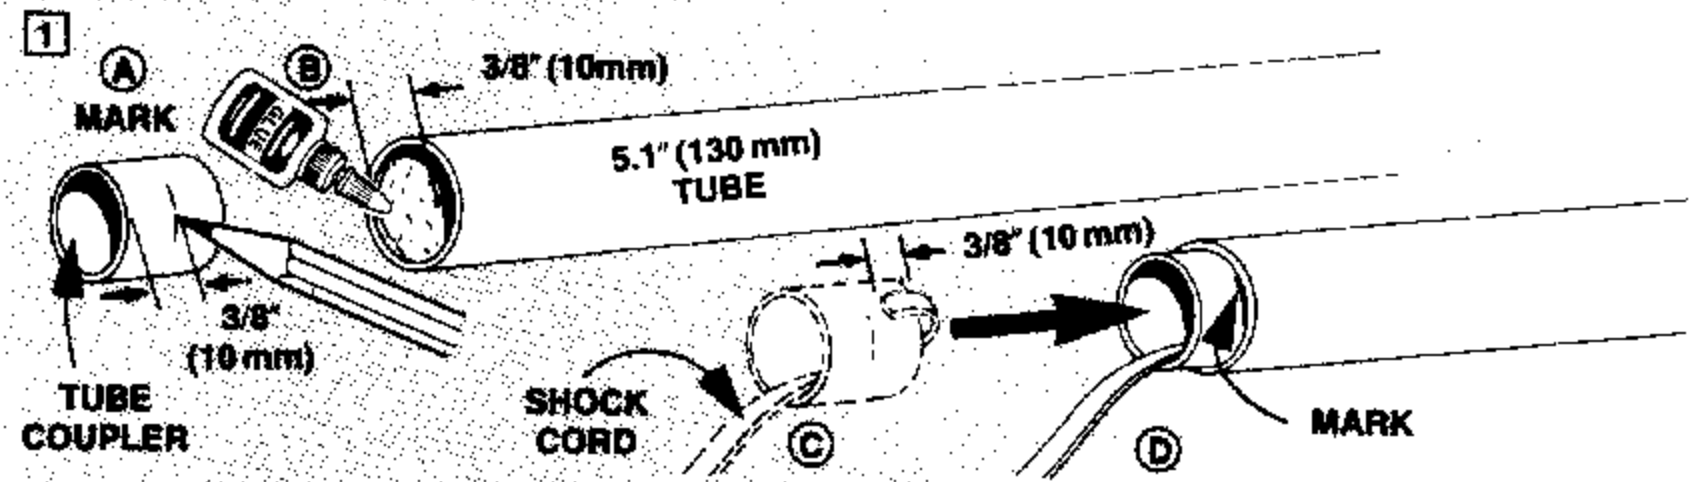 1
A
MARK
B
3/8" (10mm)
GLUE
5.1" (130 mm)
TUBE
3/8"
(10 mm)
TUBE
COUPLER
3/8" (10 mm)
SHOCK
CORD
C
D
MARK